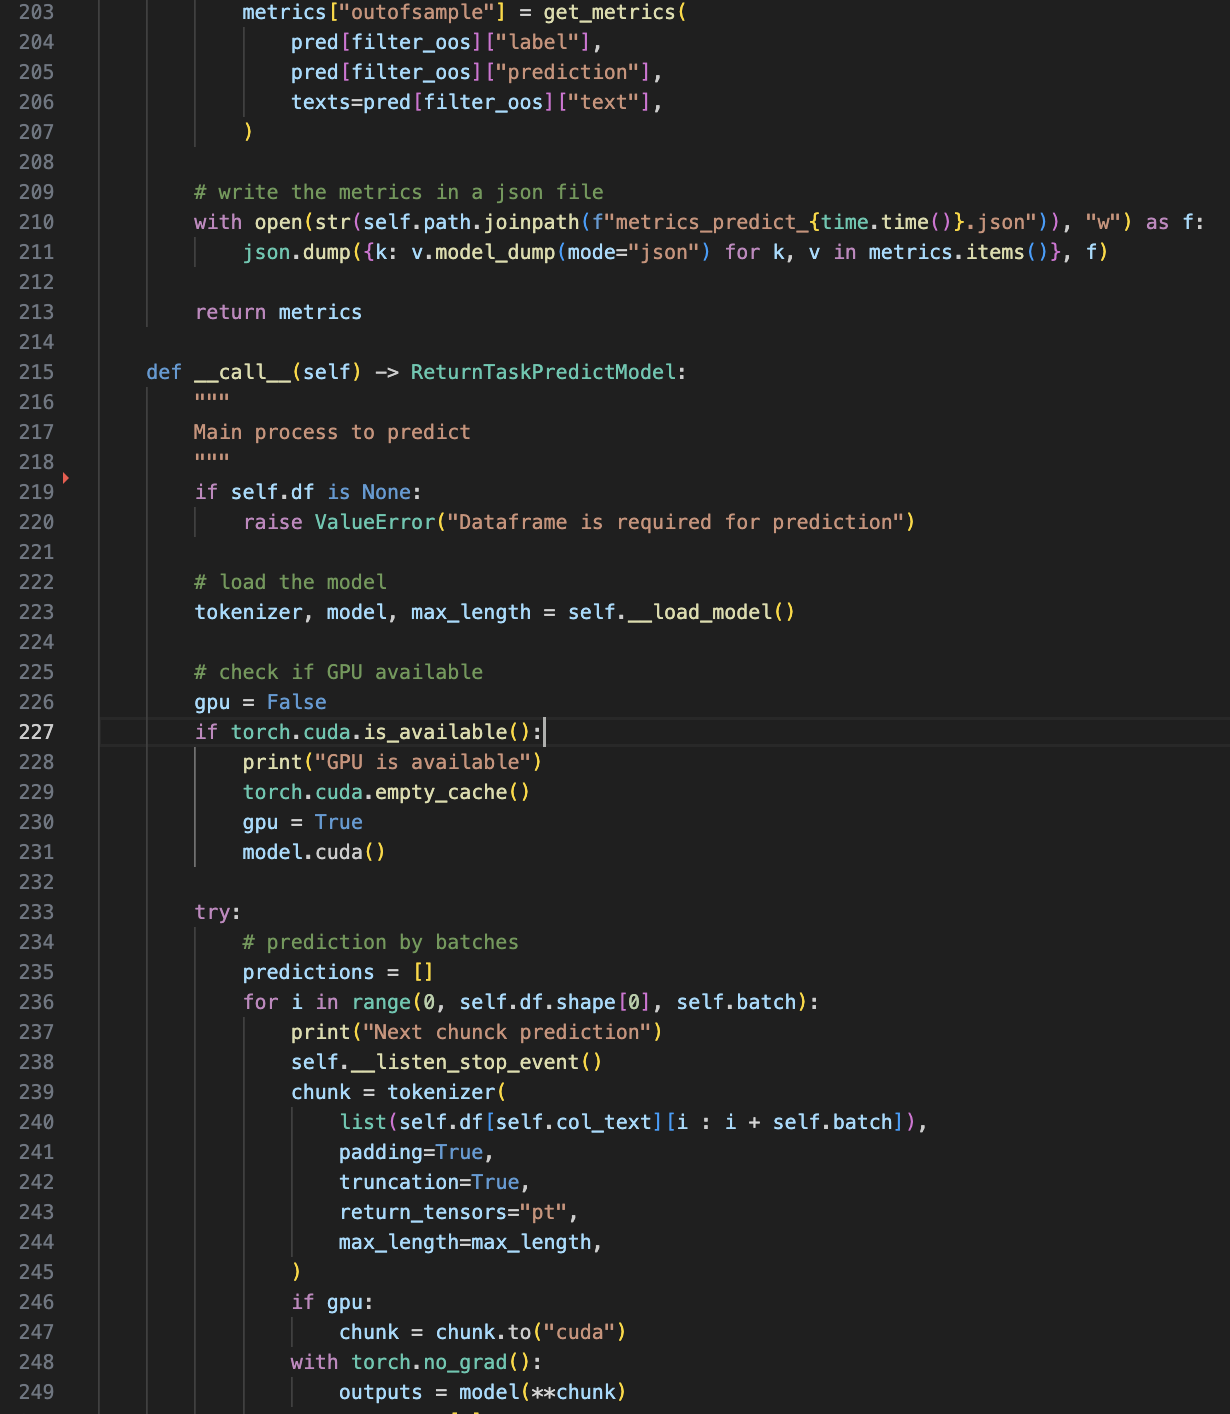 203 metrics["outofsample"] = get_metrics(
204 pred[filter_oos]["label"],
205 pred[filter_oos]["prediction"],
206 texts=pred[filter_oos]["text"],
207 )
208
209 # write the metrics in a json file
210 with open(str(self.path.joinpath(f"metrics_predict_{time.time()}.json")), "w") as f:
211 json.dump({k: v.model_dump(mode="json") for k, v in metrics.items()}, f)
212
213 return metrics
214
215 def __call__(self) -> ReturnTaskPredictModel:
216 """
217 Main process to predict
218 """
219 if self.df is None:
220 raise ValueError("Dataframe is required for prediction")
221
222 # load the model
223 tokenizer, model, max_length = self.__load_model()
224
225 # check if GPU available
226 gpu = False
227 if torch.cuda.is_available():
228 print("GPU is available")
229 torch.cuda.empty_cache()
230 gpu = True
231 model.cuda()
232
233 try:
234 # prediction by batches
235 predictions = []
236 for i in range(0, self.df.shape[0], self.batch):
237 print("Next chunck prediction")
238 self.__listen_stop_event()
239 chunk = tokenizer(
240 list(self.df[self.col_text][i : i + self.batch]),
241 padding=True,
242 truncation=True,
243 return_tensors="pt",
244 max_length=max_length,
245 )
246 if gpu:
247 chunk = chunk.to("cuda")
248 with torch.no_grad():
249 outputs = model(**chunk)